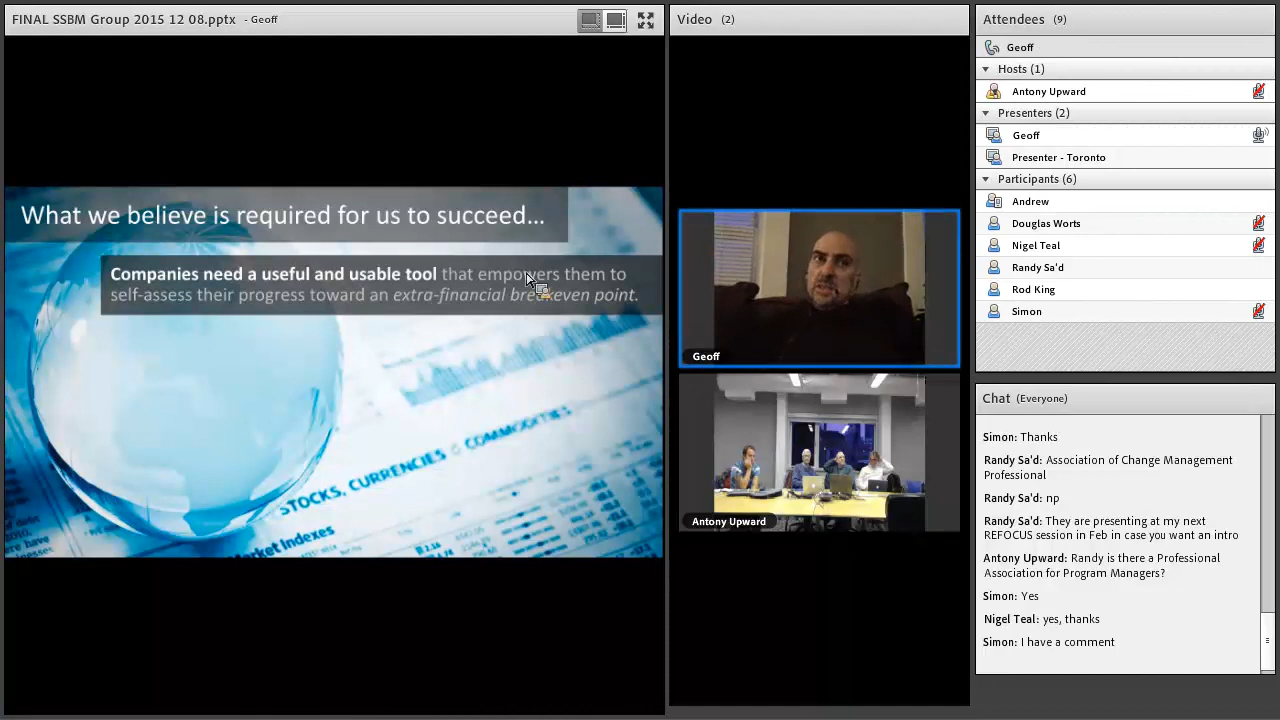 FINAL SSBM Group 2015 12 08.pptx - Geoff
What we believe is required for us to succeed...
Companies need a useful and usable tool that empowers them to
self-assess their progress toward an extra-financial breakeven point.
STOCKS, CURRENCIES & COMMODITIES
Market Indexes
Video (2)
Geoff
Antony Upward
Attendees (9)
Geoff
Hosts (1)
Antony Upward
Presenters (2)
Geoff
Presenter - Toronto
Participants (6)
Andrew
Douglas Worts
Nigel Teal
Randy Sa'd
Rod King
Simon
Chat (Everyone)
Simon: Thanks
Randy Sa'd: Association of Change Management
Professional
Randy Sa'd: np
Randy Sa'd: They are presenting at my next
REFOCUS session in Feb in case you want an intro
Antony Upward: Randy is there a Professional
Association for Program Managers?
Simon: Yes
Nigel Teal: yes, thanks
Simon: I have a comment